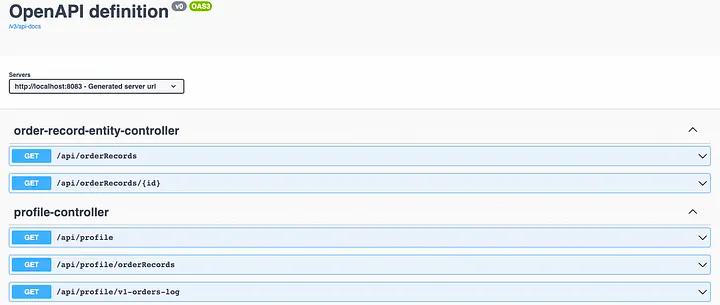 OpenAPI definition v0 OAS3
/v3/api-docs
Servers
http://localhost:8083 - Generated server url
order-record-entity-controller
GET /api/orderRecords
GET /api/orderRecords/{id}
profile-controller
GET /api/profile
GET /api/profile/orderRecords
GET /api/profile/v1-orders-log